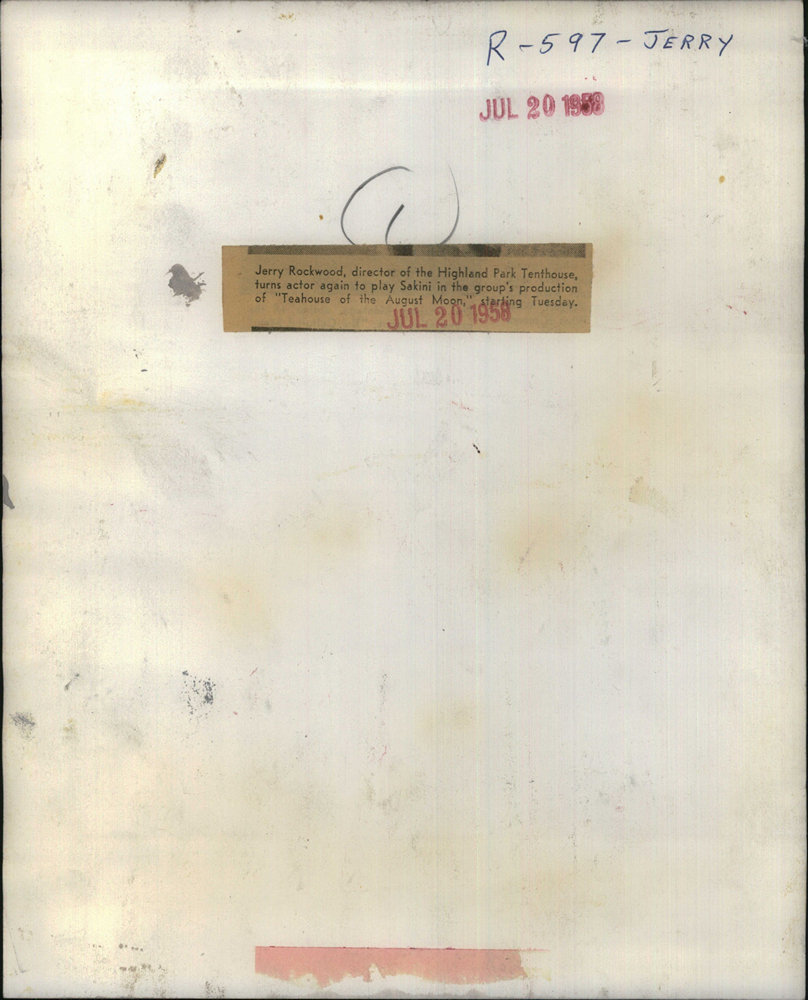 R-597-JERRY
JUL 20 1958
1
Jerry Rockwood, director of the Highland Park Tenthouse,
turns actor again to play Sakini in the group's production
of "Teahouse of the August Moon," starting Tuesday.
JUL 20 1958